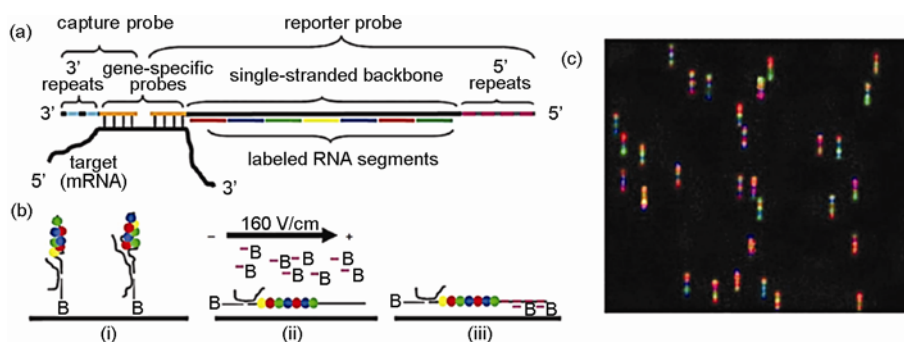 (a)
capture probe
reporter probe
3’ repeats
gene-specific probes
single-stranded backbone
5’ repeats
3’
5’
labeled RNA segments
target (mRNA)
5’
3’
(b)
B
B
(i)
– 160 V/cm +
B
B
B
B
B
B
B
B
B
(ii)
B
BB
(iii)
(c)